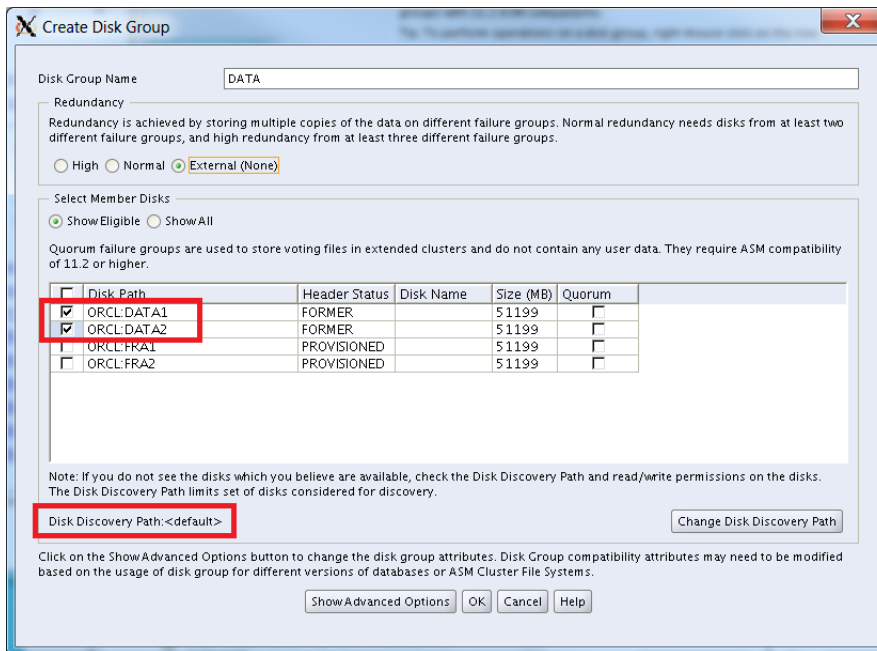 Create Disk Group
Disk Group Name DATA
Redundancy
Redundancy is achieved by storing multiple copies of the data on different failure groups. Normal redundancy needs disks from at least two
different failure groups, and high redundancy from at least three different failure groups.
High Normal External (None)
Select Member Disks
Show Eligible Show All
Quorum failure groups are used to store voting files in extended clusters and do not contain any user data. They require ASM compatibility
of 11.2 or higher.
Disk Path Header Status Disk Name Size (MB) Quorum
ORCL:DATA1 FORMER 51199
ORCL:DATA2 FORMER 51199
ORCL:FRA1 PROVISIONED 51199
ORCL:FRA2 PROVISIONED 51199
Note: If you do not see the disks which you believe are available, check the Disk Discovery Path and read/write permissions on the disks.
The Disk Discovery Path limits set of disks considered for discovery.
Disk Discovery Path:<default> Change Disk Discovery Path
Click on the Show Advanced Options button to change the disk group attributes. Disk Group compatibility attributes may need to be modified
based on the usage of disk group for different versions of databases or ASM Cluster File Systems.
Show Advanced Options OK Cancel Help